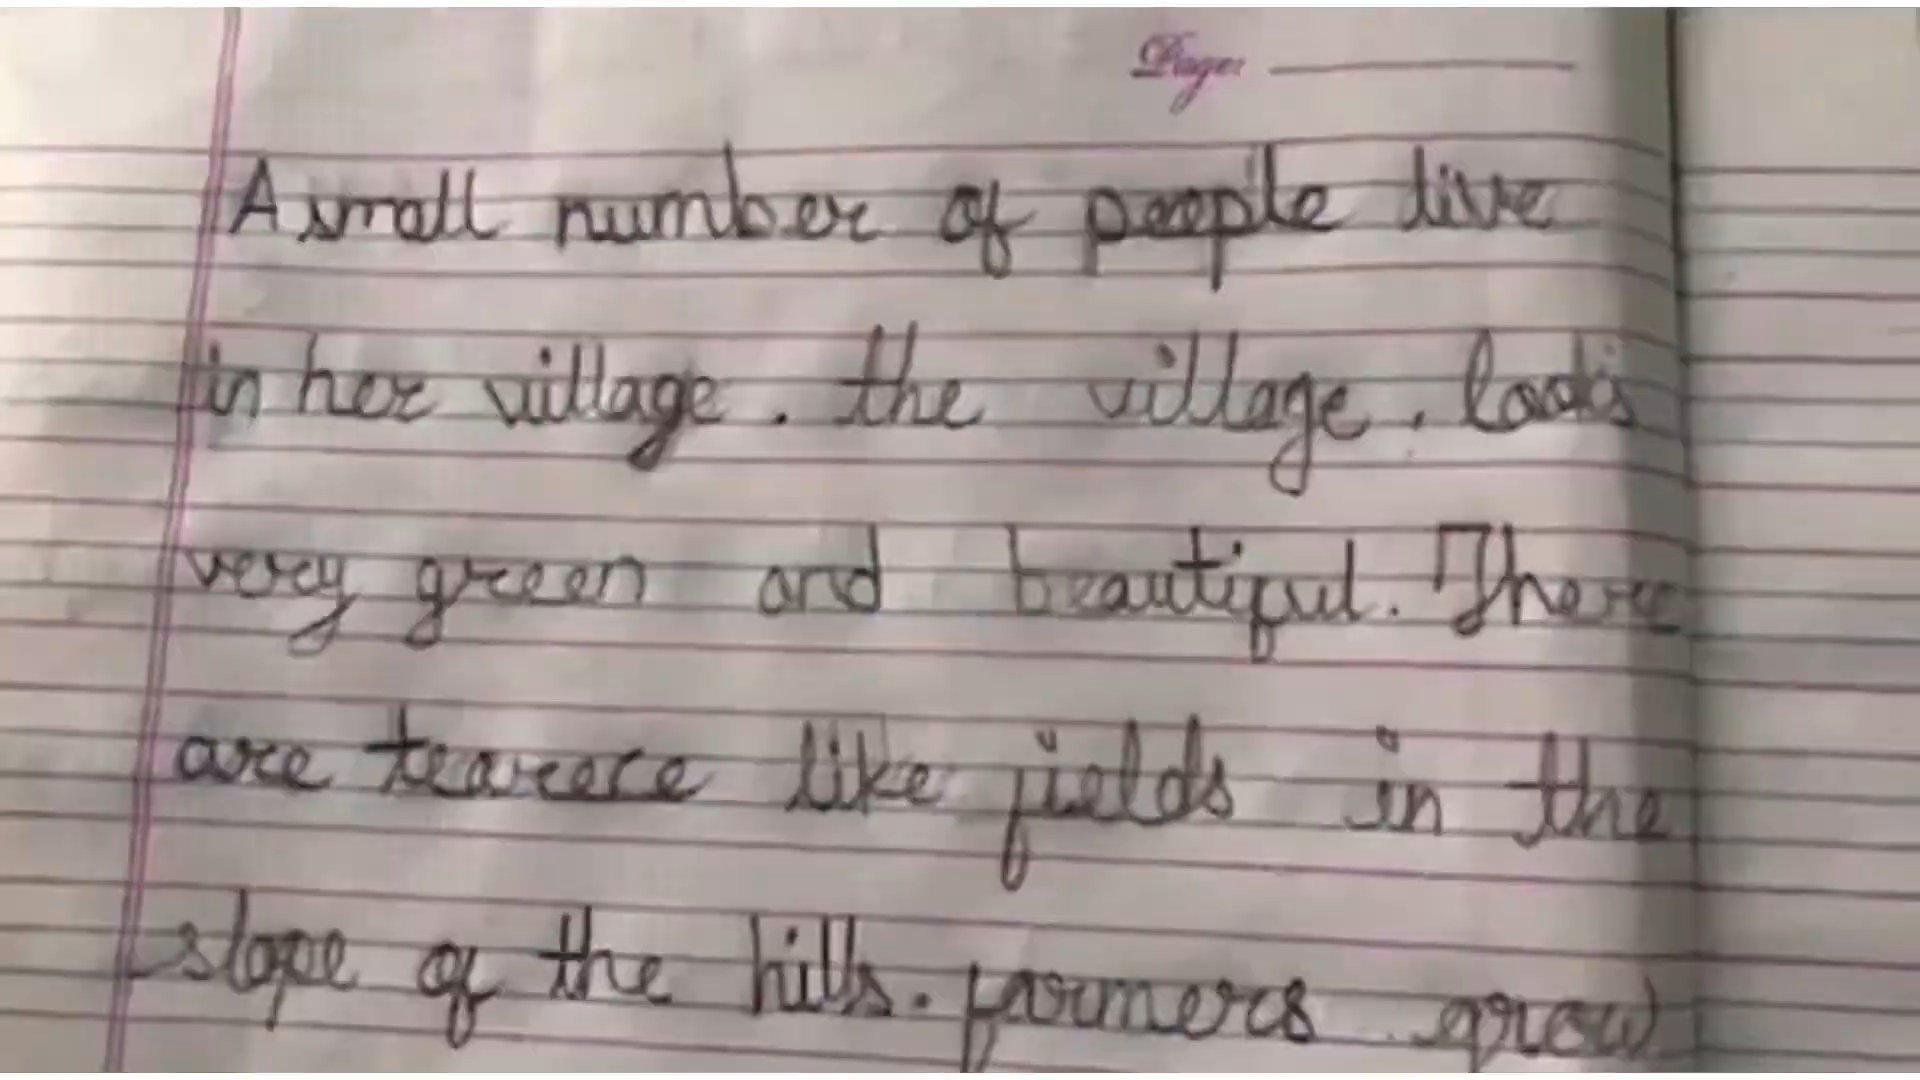 Page:
A small number of people live
in her village. the village. looks
very green and beautiful. There
are tearece like fields in the
slope of the hills. farmers grow